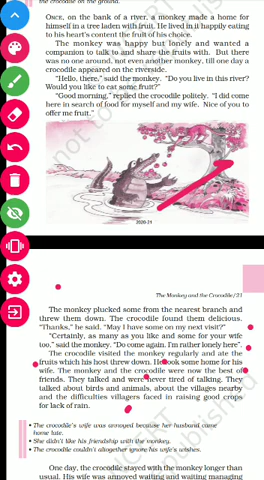 the crocodile on the ground.
ONCE, on the bank of a river, a monkey made a home for
himself in a tree laden with fruit. He lived in it happily eating
to his heart's content the fruit of his choice.
The monkey was happy but lonely and wanted a
companion to talk to and share the fruits with. But there
was no one around, not even another monkey, till one day a
crocodile appeared on the riverside.
"Hello, there," said the monkey. "Do you live in this river?
Would you like to eat some fruit?"
"Good morning," replied the crocodile politely. "I did come
here in search of food for myself and my wife. Nice of you to
offer me fruit."
2020-21
The Monkey and the Crocodile/21
The monkey plucked some from the nearest branch and
threw them down. The crocodile found them delicious.
"Thanks," he said. "May I have some on my next visit?"
"Certainly, as many as you like and some for your wife
too," said the monkey. "Do come again. I'm rather lonely here".
The crocodile visited the monkey regularly and ate the
fruits which his host threw down. He took some home for his
wife. The monkey and the crocodile were now the best of
friends. They talked and were never tired of talking. They
talked about birds and animals, about the villages nearby
and the difficulties villagers faced in raising good crops
for lack of rain.
• The crocodile's wife was annoyed because her husband came
home late.
• She didn't like his friendship with the monkey.
• The crocodile couldn't altogether ignore his wife's wishes.
One day, the crocodile stayed with the monkey longer than
usual. His wife was annoyed waiting and waiting managing